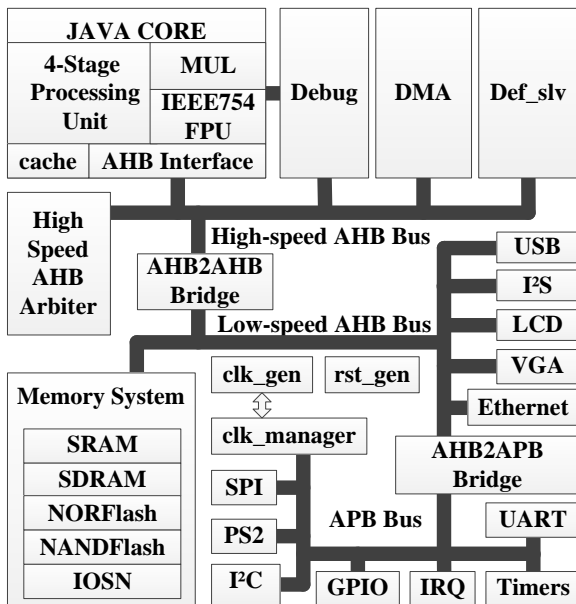 JAVA CORE
4-Stage
Processing
Unit
MUL
IEEE754
FPU
cache
AHB Interface
Debug
DMA
Def_slv
High
Speed
AHB
Arbiter
High-speed AHB Bus
AHB2AHB
Bridge
Low-speed AHB Bus
USB
I²S
LCD
VGA
Ethernet
Memory System
SRAM
SDRAM
NORFlash
NANDFlash
IOSN
clk_gen
rst_gen
clk_manager
AHB2APB
Bridge
SPI
PS2
I²C
APB Bus
UART
GPIO
IRQ
Timers